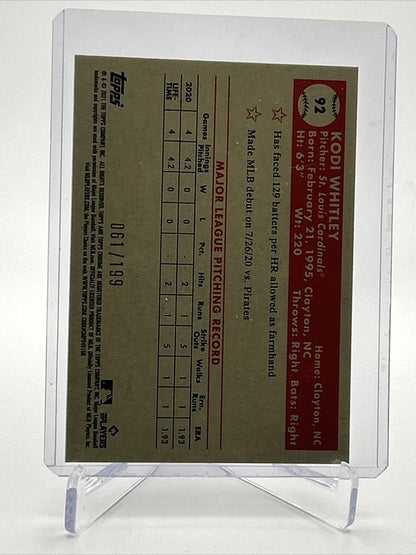 92
KODI WHITLEY
Pitcher: St. Louis Cardinals® Home: Clayton, NC
Born: February 21, 1995, Clayton, NC
Ht: 6'3" Wt: 220 Throws: Right Bats: Right
Has faced 129 batters per HR allowed as farmhand
Made MLB debut on 7/26/20 vs. Pirates
MAJOR LEAGUE PITCHING RECORD
Games Innings Pitched W L Pct. Hits Runs Strike Outs Walks Ern. Runs ERA
2020 4 4.2 0 0 - 2 1 5 1 1 1.93
LIFE-TIME 4 4.2 0 0 - 2 1 5 1 1 1.93
061/199
topps
MLB PLAYERS